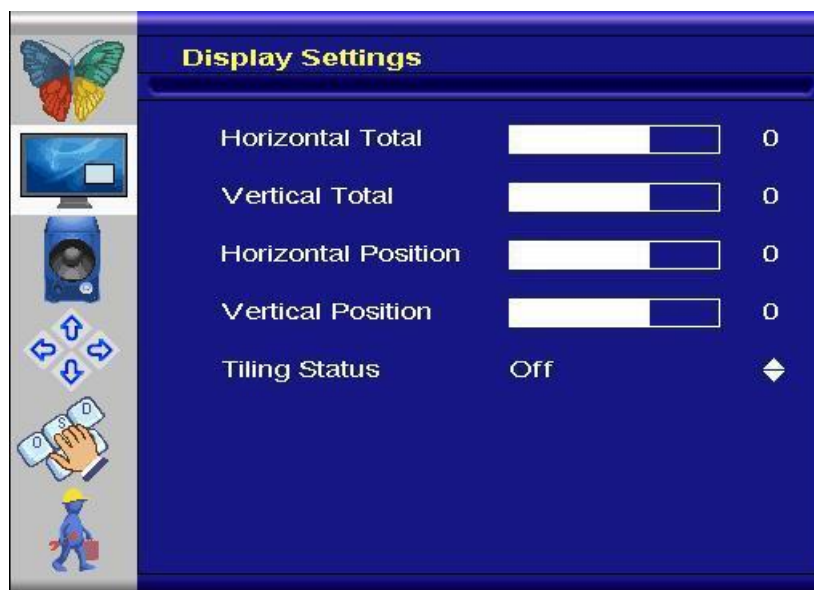 Display Settings
Horizontal Total 0
Vertical Total 0
Horizontal Position 0
Vertical Position 0
Tiling Status Off
O S D